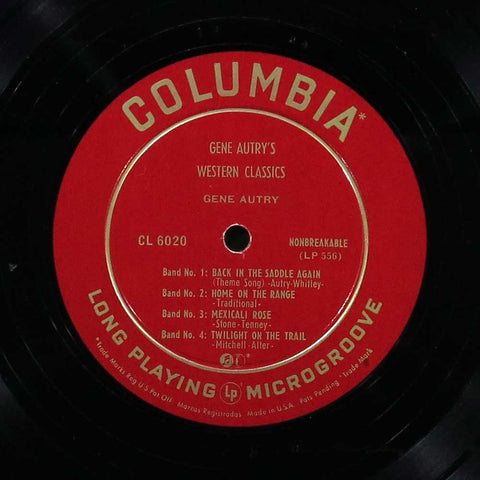 COLUMBIA*
GENE AUTRY'S
WESTERN CLASSICS
GENE AUTRY
CL 6020
NONBREAKABLE
(LP 556)
Band No. 1: BACK IN THE SADDLE AGAIN
(Theme Song) -Autry-Whitley
Band No. 2: HOME ON THE RANGE
-Traditional-
Band No. 3: MEXICALI ROSE
-Stone-Tenney
Band No. 4: TWILIGHT ON THE TRAIL
-Mitchell-Alter-
LONG PLAYING Lp MICROGROOVE
*Trade Marks Reg U.S Pat Off Marcas Registradas Made in U.S.A. Pats Pending *Trade Mark